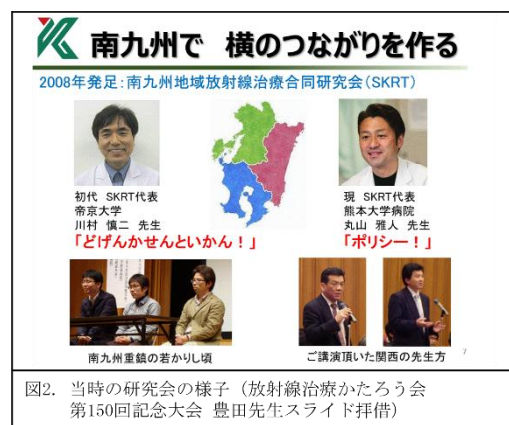 南九州で 横のつながりを作る
2008年発足:南九州地域放射線治療合同研究会(SKRT)
初代 SKRT代表
帝京大学
川村 慎二 先生
「どげんかせんといかん!」
現 SKRT代表
熊本大学病院
丸山 雅人 先生
「ポリシー!」
南九州重鎮の若かりし頃
ご講演頂いた関西の先生方
7
図2. 当時の研究会の様子(放射線治療かたろう会
第150回記念大会 豊田先生スライド拝借)